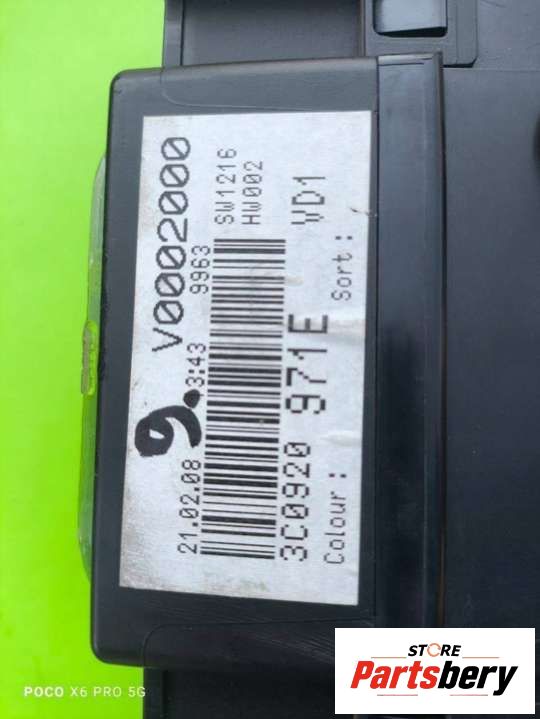 V0002000
9.
21.02.08 3:43 9963
SW1216
HW002
3C0920 971E VD1
Colour: Sort:
POCO X6 PRO 5G
STORE
Partsbery